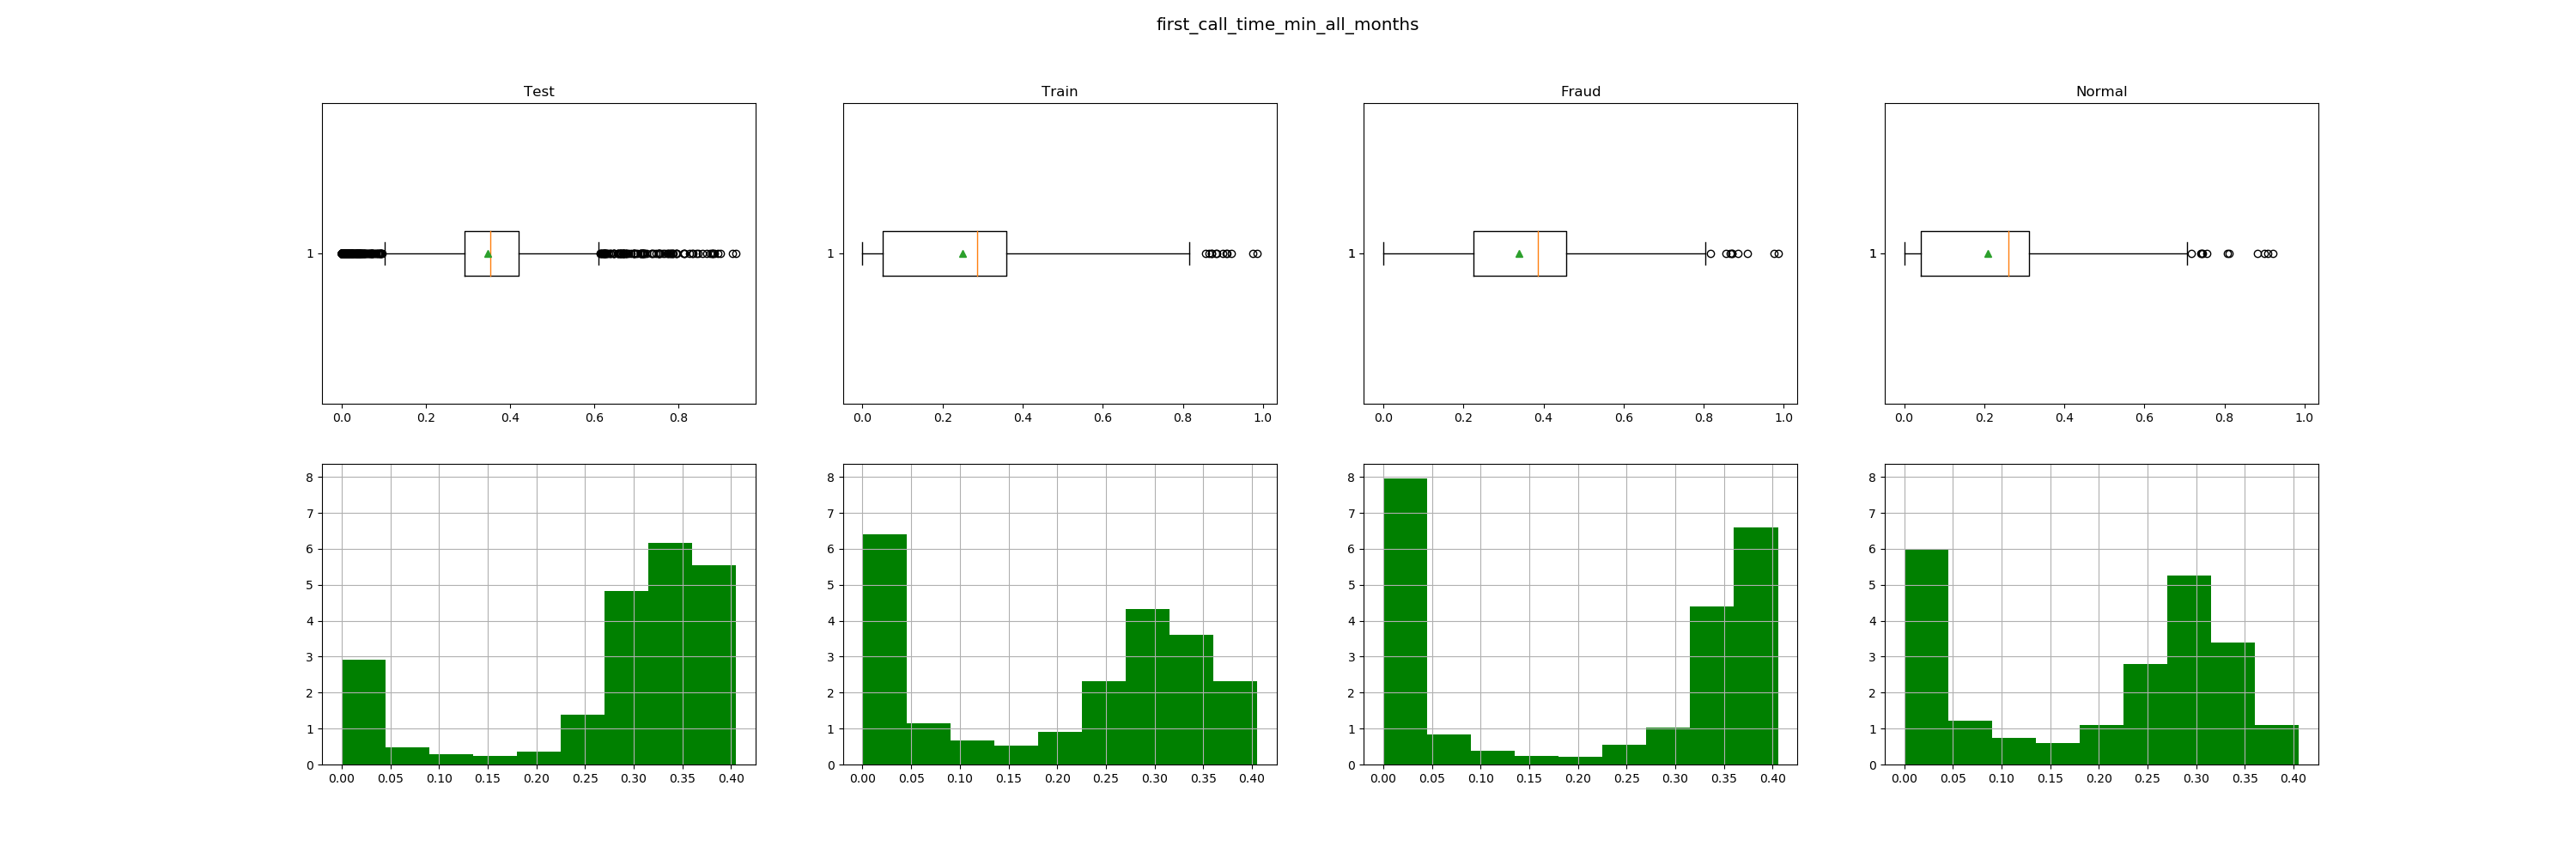 first_call_time_min_all_months
Test Train Fraud Normal
1 1 1 1
0.0 0.2 0.4 0.6 0.8 0.0 0.2 0.4 0.6 0.8 1.0 0.0 0.2 0.4 0.6 0.8 1.0 0.0 0.2 0.4 0.6 0.8 1.0
8 8 8 8
7 7 7 7
6 6 6 6
5 5 5 5
4 4 4 4
3 3 3 3
2 2 2 2
1 1 1 1
0 0 0 0
0.00 0.05 0.10 0.15 0.20 0.25 0.30 0.35 0.40 0.00 0.05 0.10 0.15 0.20 0.25 0.30 0.35 0.40 0.00 0.05 0.10 0.15 0.20 0.25 0.30 0.35 0.40 0.00 0.05 0.10 0.15 0.20 0.25 0.30 0.35 0.40